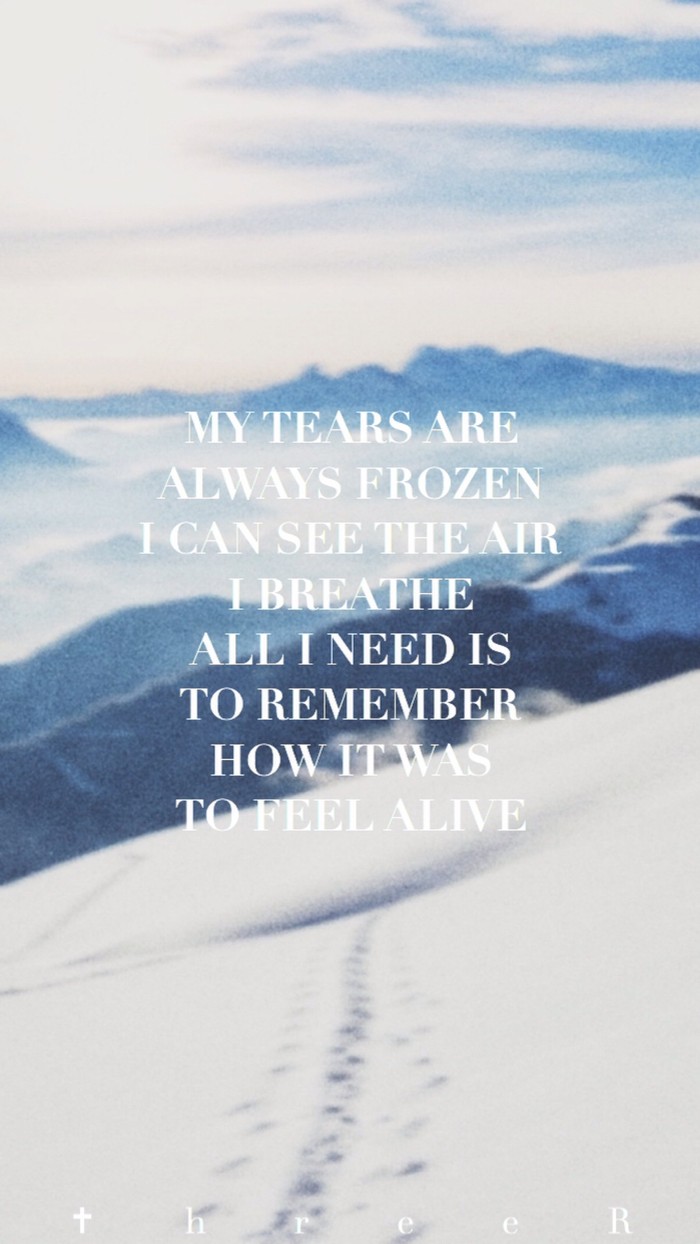 MY TEARS ARE
ALWAYS FROZEN
I CAN SEE THE AIR
I BREATHE
ALL I NEED IS
TO REMEMBER
HOW IT WAS
TO FEEL ALIVE
✝ h r e e R